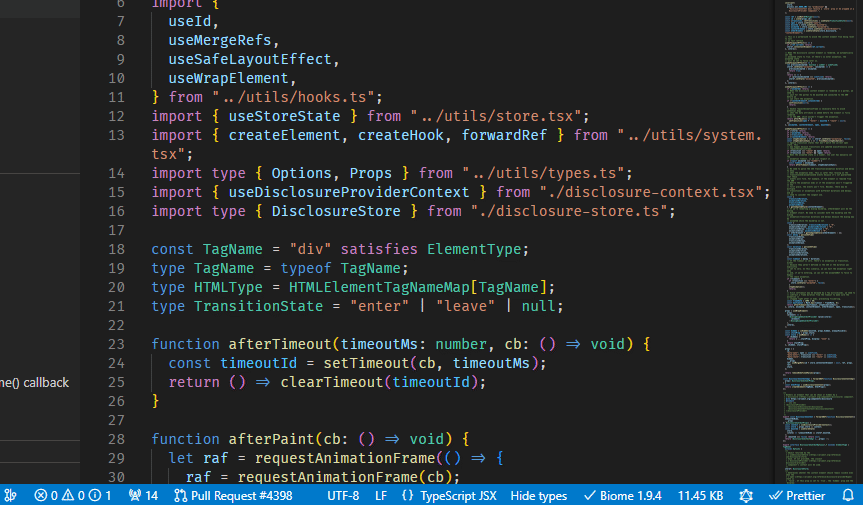 6 import {
7 useId,
8 useMergeRefs,
9 useSafeLayoutEffect,
10 useWrapElement,
11 } from "../utils/hooks.ts";
12 import { useStoreState } from "../utils/store.tsx";
13 import { createElement, createHook, forwardRef } from "../utils/system.
tsx";
14 import type { Options, Props } from "../utils/types.ts";
15 import { useDisclosureProviderContext } from "./disclosure-context.tsx";
16 import type { DisclosureStore } from "./disclosure-store.ts";
17
18 const TagName = "div" satisfies ElementType;
19 type TagName = typeof TagName;
20 type HTMLType = HTMLElementTagNameMap[TagName];
21 type TransitionState = "enter" | "leave" | null;
22
23 function afterTimeout(timeoutMs: number, cb: () => void) {
24 const timeoutId = setTimeout(cb, timeoutMs);
25 return () => clearTimeout(timeoutId);
26 }
27
28 function afterPaint(cb: () => void) {
29 let raf = requestAnimationFrame(() => {
30 raf = requestAnimationFrame(cb);
me() callback
0 0 1 14 Pull Request #4398 UTF-8 LF {} TypeScript JSX Hide types Biome 1.9.4 11.45 KB Prettier